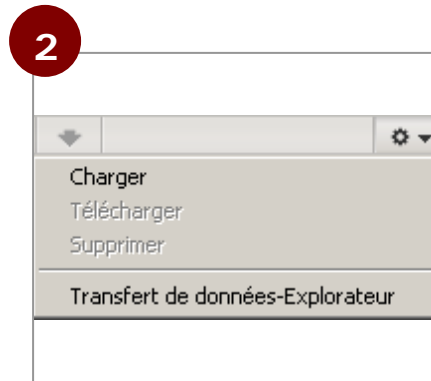 2
Charger
Télécharger
Supprimer
Transfert de données-Explorateur